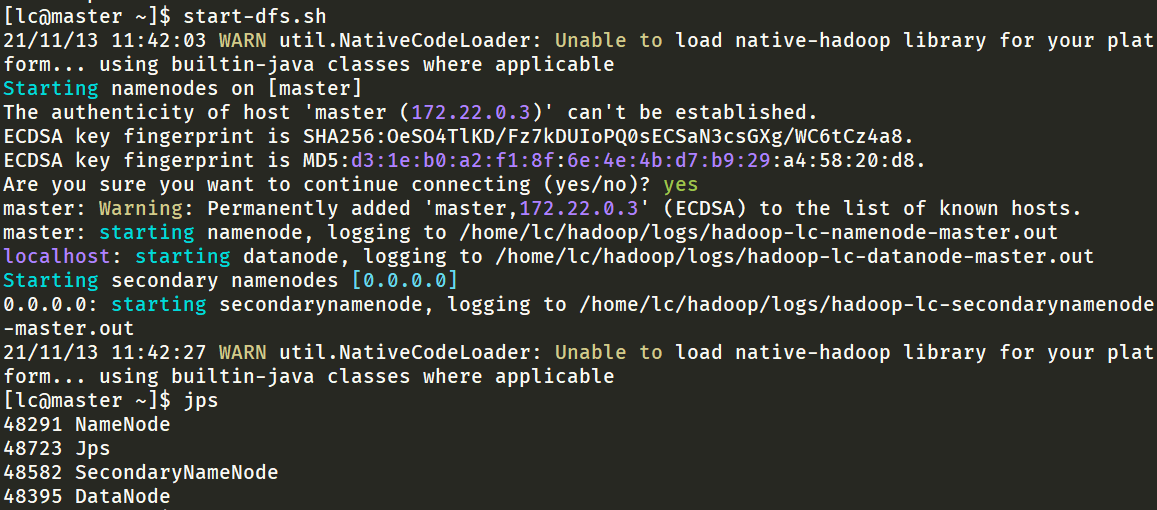 [lc@master ~]$ start-dfs.sh
21/11/13 11:42:03 WARN util.NativeCodeLoader: Unable to load native-hadoop library for your plat
form... using builtin-java classes where applicable
Starting namenodes on [master]
The authenticity of host 'master (172.22.0.3)' can't be established.
ECDSA key fingerprint is SHA256:OeSO4TlKD/Fz7kDUIoPQ0sECSaN3csGXg/WC6tCz4a8.
ECDSA key fingerprint is MD5:d3:1e:b0:a2:f1:8f:6e:4e:4b:d7:b9:29:a4:58:20:d8.
Are you sure you want to continue connecting (yes/no)? yes
master: Warning: Permanently added 'master,172.22.0.3' (ECDSA) to the list of known hosts.
master: starting namenode, logging to /home/lc/hadoop/logs/hadoop-lc-namenode-master.out
localhost: starting datanode, logging to /home/lc/hadoop/logs/hadoop-lc-datanode-master.out
Starting secondary namenodes [0.0.0.0]
0.0.0.0: starting secondarynamenode, logging to /home/lc/hadoop/logs/hadoop-lc-secondarynamenode
-master.out
21/11/13 11:42:27 WARN util.NativeCodeLoader: Unable to load native-hadoop library for your plat
form... using builtin-java classes where applicable
[lc@master ~]$ jps
48291 NameNode
48723 Jps
48582 SecondaryNameNode
48395 DataNode